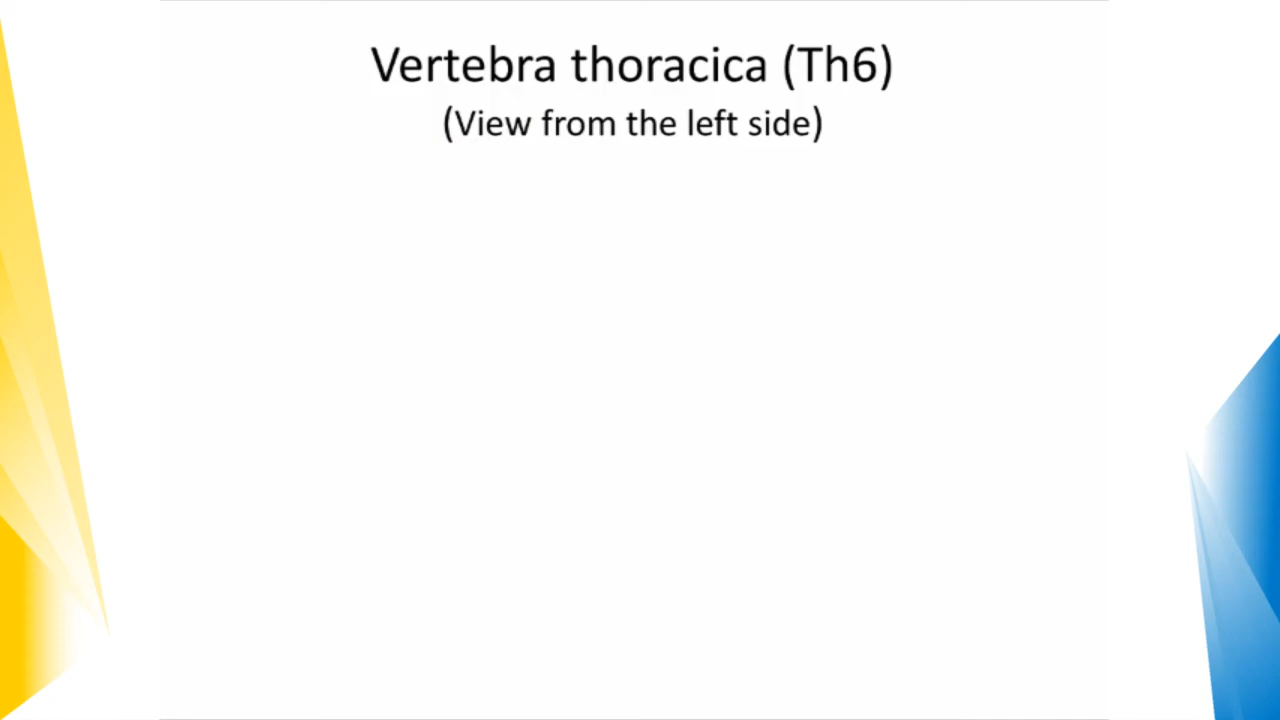 Vertebra thoracica (Th6)
(View from the left side)